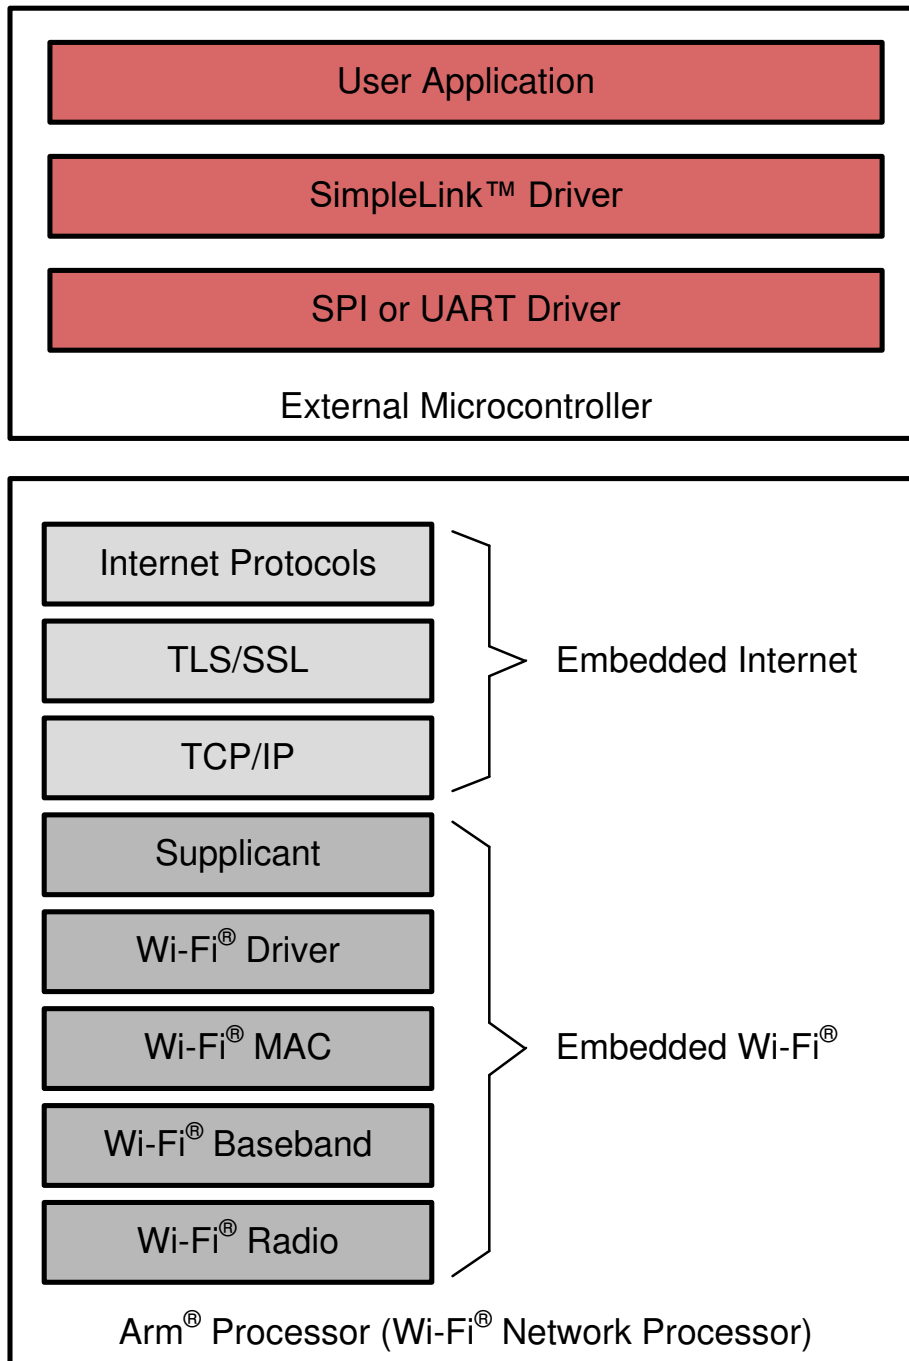 User Application
SimpleLink™ Driver
SPI or UART Driver
External Microcontroller
Internet Protocols
TLS/SSL
TCP/IP
Embedded Internet
Supplicant
Wi-Fi® Driver
Wi-Fi® MAC
Wi-Fi® Baseband
Wi-Fi® Radio
Embedded Wi-Fi®
Arm® Processor (Wi-Fi® Network Processor)